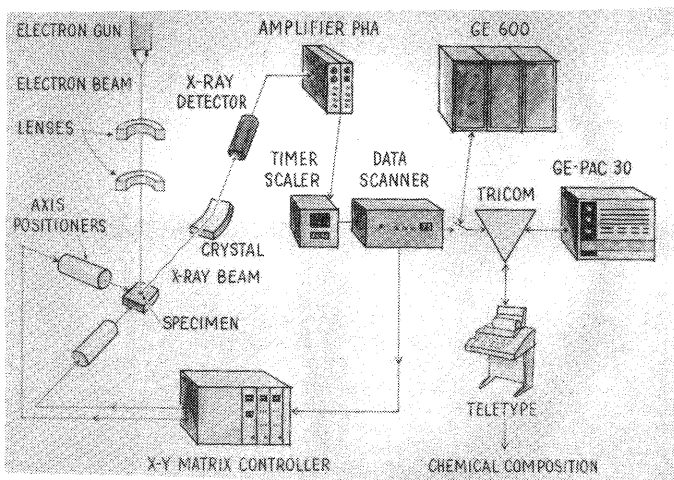 ELECTRON GUN
AMPLIFIER PHA
GE 600
ELECTRON BEAM
X-RAY
DETECTOR
LENSES
TIMER
SCALER
DATA
SCANNER
GE-PAC 30
TRICOM
AXIS
POSITIONERS
CRYSTAL
X-RAY BEAM
SPECIMEN
TELETYPE
X-Y MATRIX CONTROLLER
CHEMICAL COMPOSITION